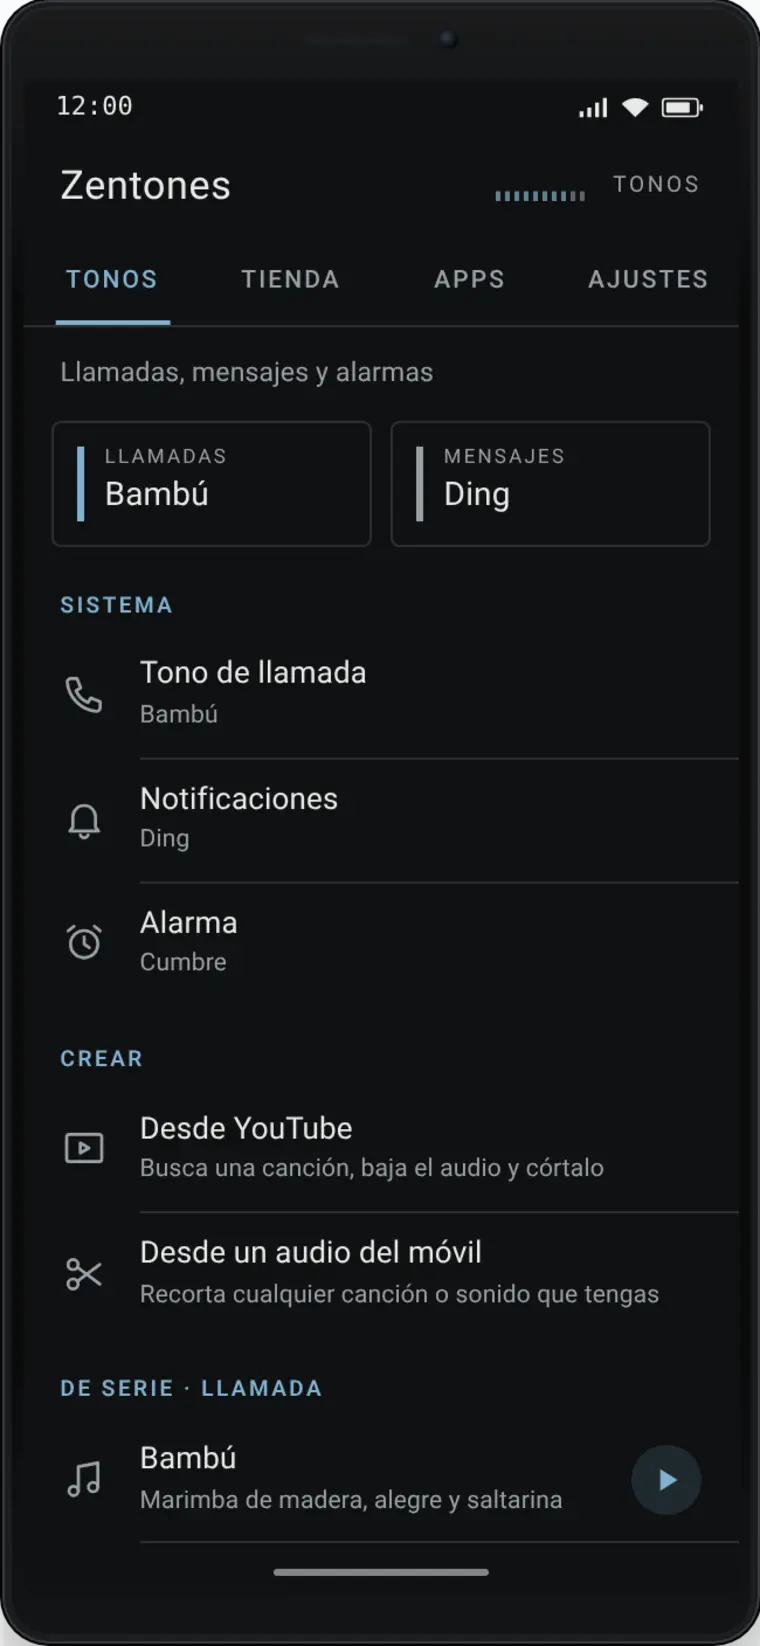 12:00
Zentones
TONOS
TONOS TIENDA APPS AJUSTES
Llamadas, mensajes y alarmas
LLAMADAS
Bambú
MENSAJES
Ding
SISTEMA
Tono de llamada
Bambú
Notificaciones
Ding
Alarma
Cumbre
CREAR
Desde YouTube
Busca una canción, baja el audio y córtalo
Desde un audio del móvil
Recorta cualquier canción o sonido que tengas
DE SERIE · LLAMADA
Bambú
Marimba de madera, alegre y saltarina